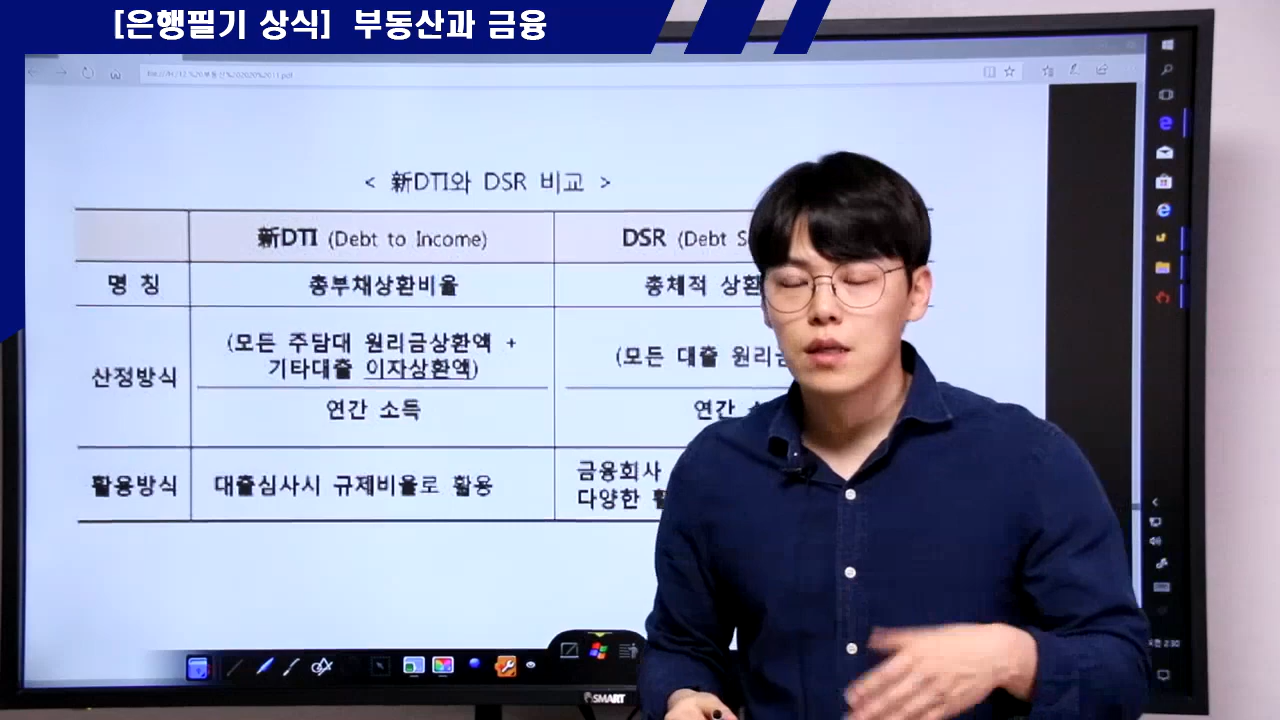 [은행필기 상식] 부동산과 금융
< 新DTI와 DSR 비교 >
新DTI (Debt to Income)
DSR (Debt
명 칭
총부채상환비율
총체적 상환
산정방식
(모든 주담대 원리금상환액 +
기타대출 이자상환액)
연간 소득
(모든 대출 원리금
연간
활용방식
대출심사시 규제비율로 활용
금융회사
다양한
SMART